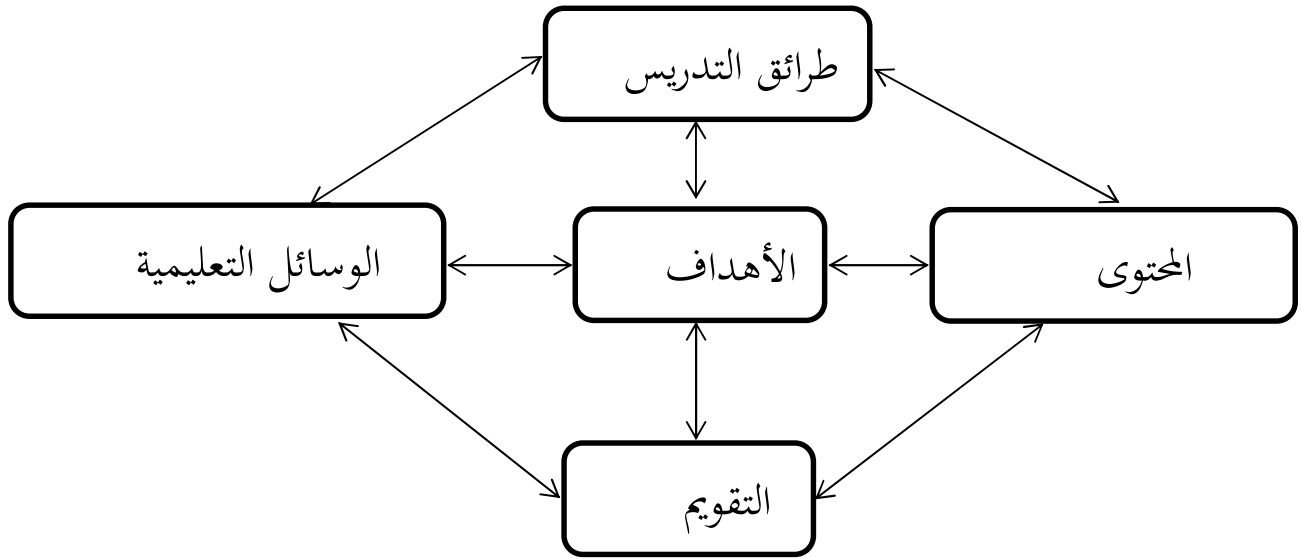 طرائق التدريس
المحتوى
الأهداف
الوسائل التعليمية
التقويم